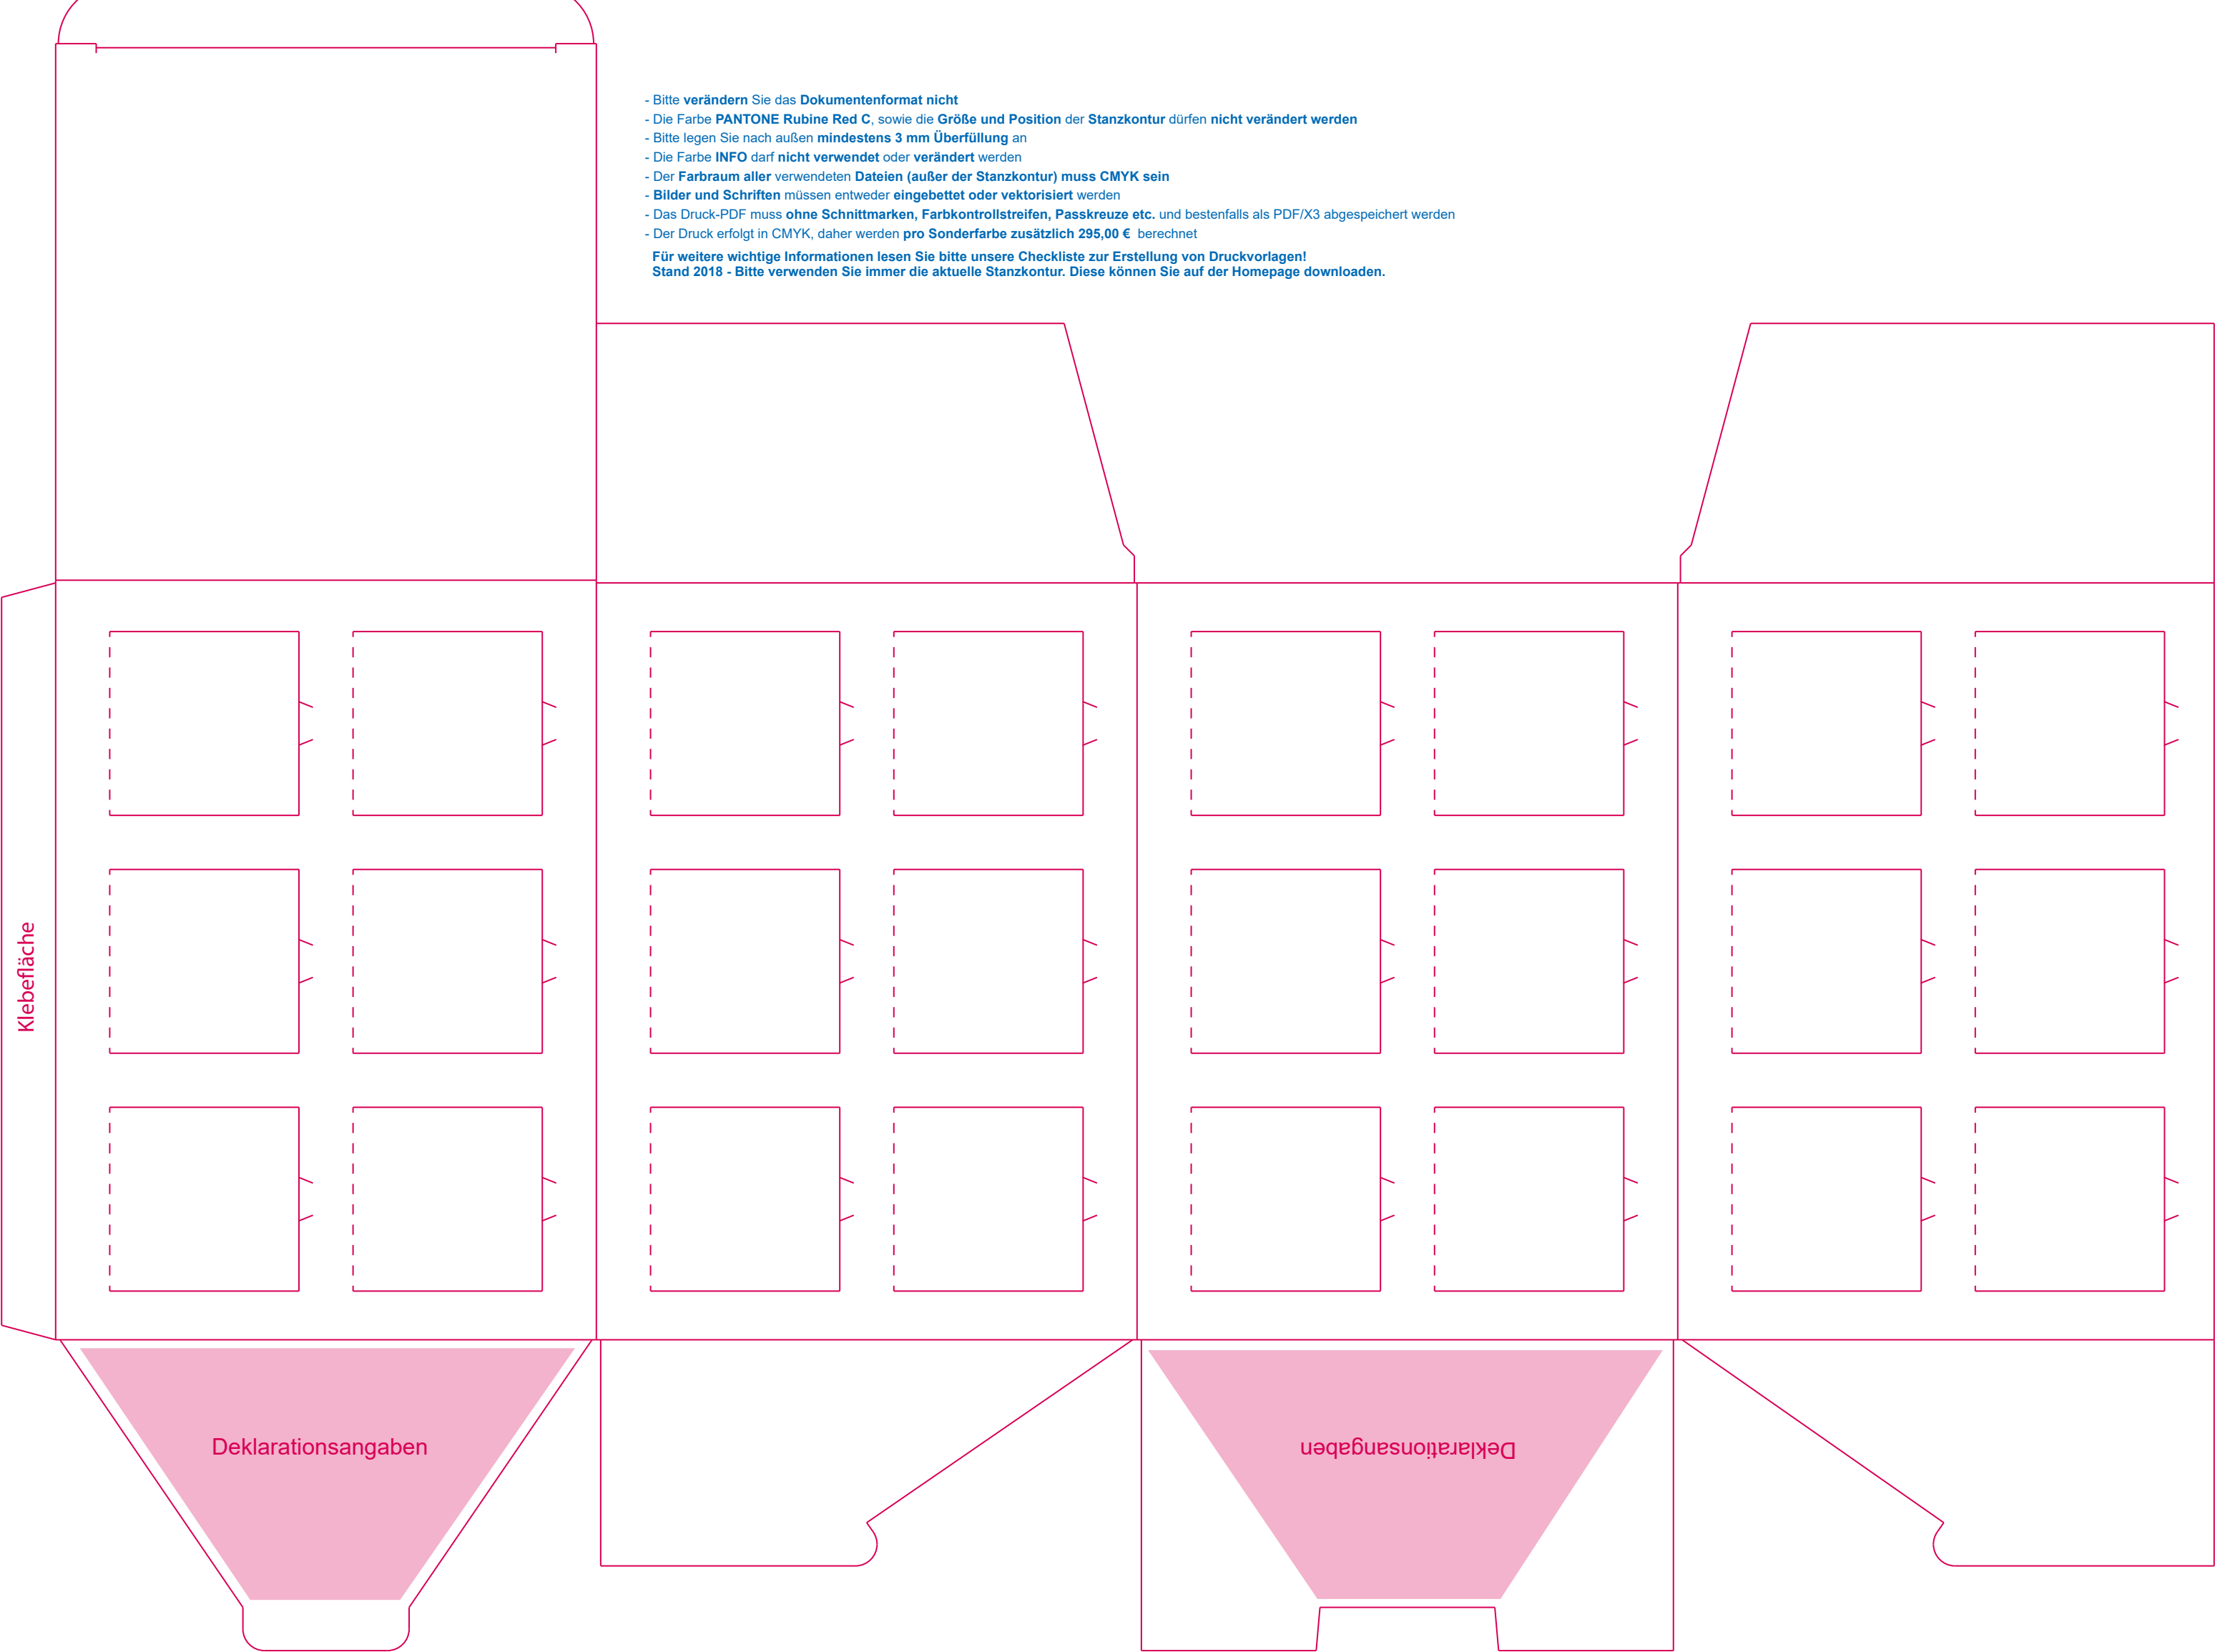 - Bitte verändern Sie das Dokumentenformat nicht
- Die Farbe PANTONE Rubine Red C, sowie die Größe und Position der Stanzkontur dürfen nicht verändert werden
- Bitte legen Sie nach außen mindestens 3 mm Überfüllung an
- Die Farbe INFO darf nicht verwendet oder verändert werden
- Der Farbraum aller verwendeten Dateien (außer der Stanzkontur) muss CMYK sein
- Bilder und Schriften müssen entweder eingebettet oder vektorisiert werden
- Das Druck-PDF muss ohne Schnittmarken, Farbkontrollstreifen, Passkreuze etc. und bestenfalls als PDF/X3 abgespeichert werden
- Der Druck erfolgt in CMYK, daher werden pro Sonderfarbe zusätzlich 295,00 € berechnet
Für weitere wichtige Informationen lesen Sie bitte unsere Checkliste zur Erstellung von Druckvorlagen!
Stand 2018 - Bitte verwenden Sie immer die aktuelle Stanzkontur. Diese können Sie auf der Homepage downloaden.
Klebefläche
Deklarationsangaben
Deklarationsangaben